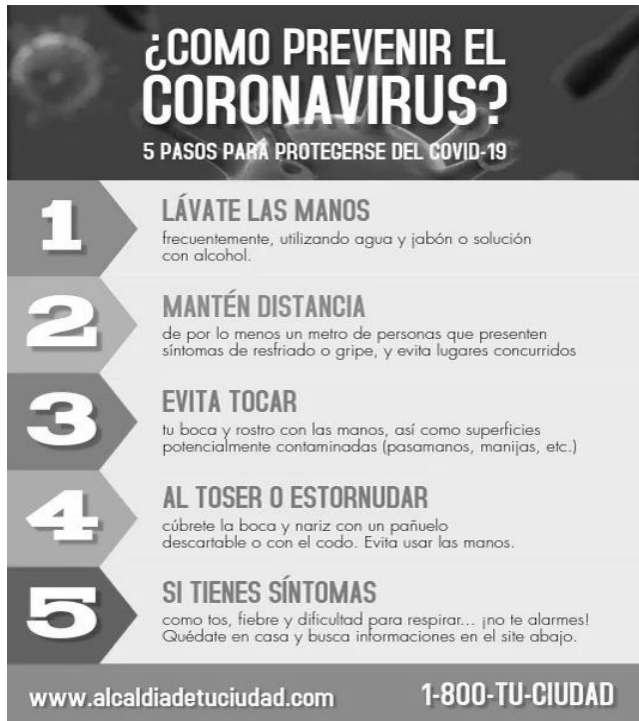 ¿COMO PREVENIR EL
CORONAVIRUS?
5 PASOS PARA PROTEGERSE DEL COVID-19
1
LÁVATE LAS MANOS
frecuentemente, utilizando agua y jabón o solución
con alcohol.
2
MANTÉN DISTANCIA
de por lo menos un metro de personas que presenten
síntomas de resfriado o gripe, y evita lugares concurridos
3
EVITA TOCAR
tu boca y rostro con las manos, así como superficies
potencialmente contaminadas (pasamanos, manijas, etc.)
4
AL TOSER O ESTORNUDAR
cúbrete la boca y nariz con un pañuelo
descartable o con el codo. Evita usar las manos.
5
SI TIENES SÍNTOMAS
como tos, fiebre y dificultad para respirar... ¡no te alarmes!
Quédate en casa y busca informaciones en el site abajo.
www.alcaldiadetuciudad.com 1-800-TU-CIUDAD